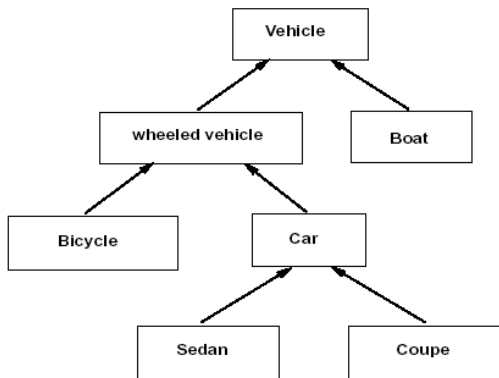 Vehicle
wheeled vehicle
Boat
Bicycle
Car
Sedan
Coupe